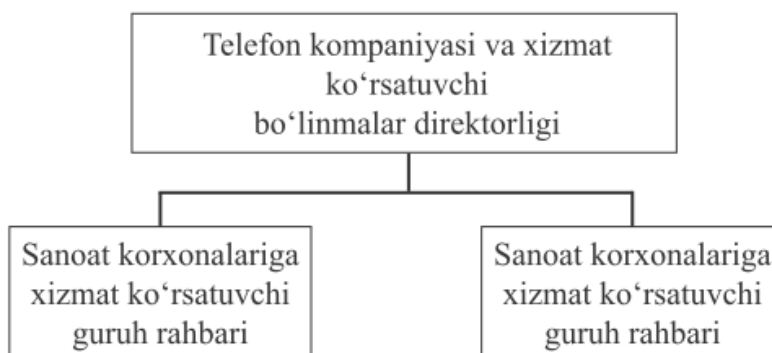 Telefon kompaniyasi va xizmat
ko‘rsatuvchi
bo‘linmalar direktorligi
Sanoat korxonalariga
xizmat ko‘rsatuvchi
guruh rahbari
Sanoat korxonalariga
xizmat ko‘rsatuvchi
guruh rahbari